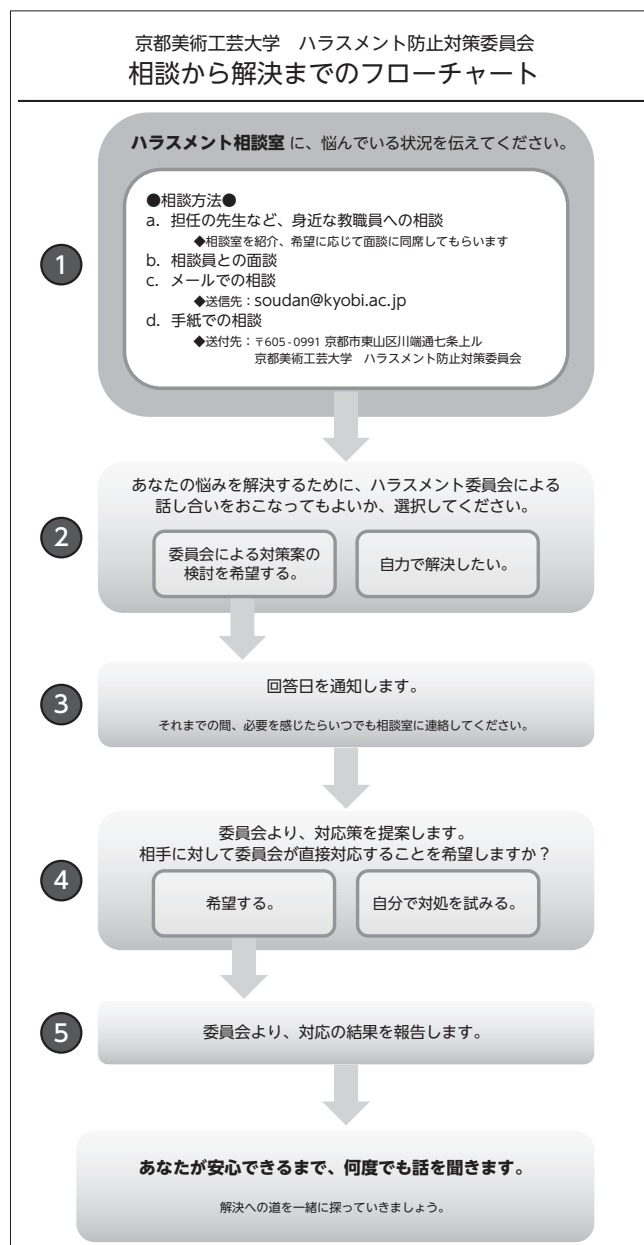 京都美術工芸大学　ハラスメント防止対策委員会
相談から解決までのフローチャート
1
ハラスメント相談室 に、悩んでいる状況を伝えてください。
●相談方法●
a. 担任の先生など、身近な教職員への相談
◆相談室を紹介、希望に応じて面談に同席してもらいます
b. 相談員との面談
c. メールでの相談
◆送信先：soudan@kyobi.ac.jp
d. 手紙での相談
◆送付先：〒605-0991 京都市東山区川端通七条上ル
京都美術工芸大学　ハラスメント防止対策委員会
2
あなたの悩みを解決するために、ハラスメント委員会による
話し合いをおこなってもよいか、選択してください。
委員会による対策案の
検討を希望する。
自力で解決したい。
3
回答日を通知します。
それまでの間、必要を感じたらいつでも相談室に連絡してください。
4
委員会より、対応策を提案します。
相手に対して委員会が直接対応することを希望しますか？
希望する。
自分で対処を試みる。
5
委員会より、対応の結果を報告します。
あなたが安心できるまで、何度でも話を聞きます。
解決への道を一緒に探っていきましょう。